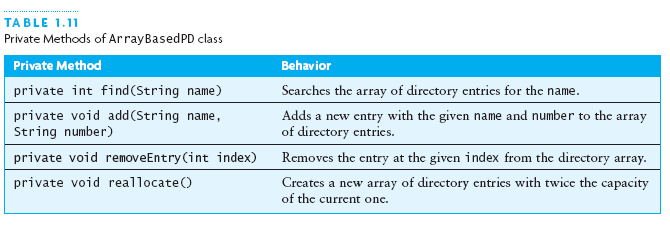 TABLE 1.11
Private Methods of ArrayBasedPD class
Private Method Behavior
private int find(String name) Searches the array of directory entries for the name.
private void add(String name, Adds a new entry with the given name and number to the array
String number) of directory entries.
private void removeEntry(int index) Removes the entry at the given index from the directory array.
private void reallocate() Creates a new array of directory entries with twice the capacity
of the current one.